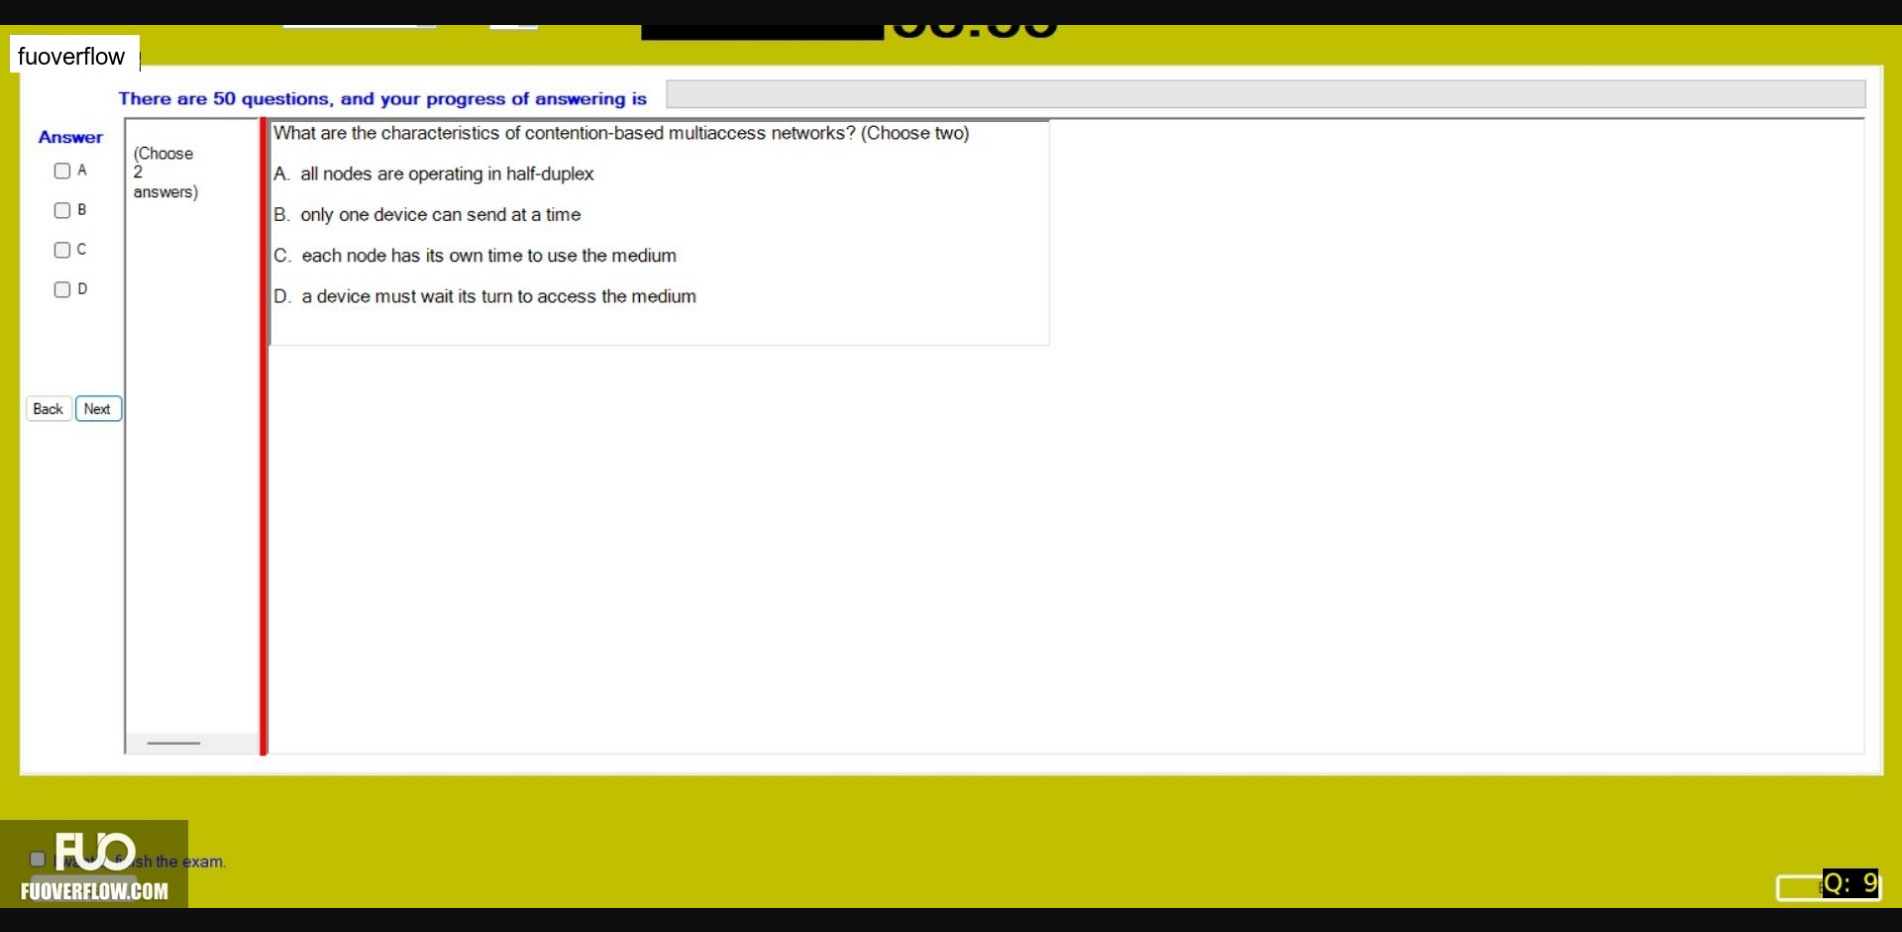 fuoverflow
There are 50 questions, and your progress of answering is
Answer
A
B
C
D
(Choose
2
answers)
What are the characteristics of contention-based multiaccess networks? (Choose two)
A. all nodes are operating in half-duplex
B. only one device can send at a time
C. each node has its own time to use the medium
D. a device must wait its turn to access the medium
Back Next
FUO
the exam.
FUOVERFLOW.COM
Q: 9